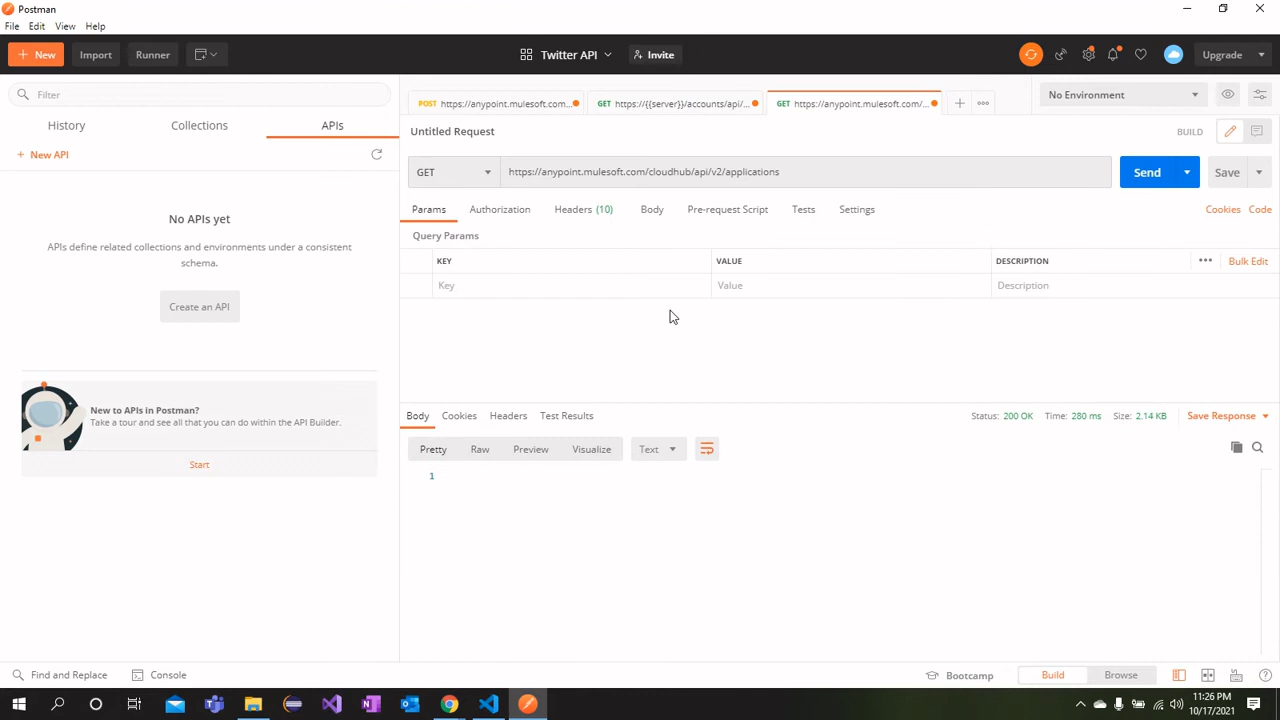 Postman
File Edit View Help
+ New Import Runner Twitter API Invite Upgrade
Filter
History Collections APIs
+ New API
No APIs yet
APIs define related collections and environments under a consistent
schema.
Create an API
New to APIs in Postman?
Take a tour and see all that you can do within the API Builder.
Start
POST https://anypoint.mulesoft.com... GET https://{{server}}/accounts/api/... GET https://anypoint.mulesoft.com/... No Environment
Untitled Request BUILD
GET https://anypoint.mulesoft.com/cloudhub/api/v2/applications Send Save
Params Authorization Headers (10) Body Pre-request Script Tests Settings Cookies Code
Query Params
KEY VALUE DESCRIPTION Bulk Edit
Key Value Description
Body Cookies Headers Test Results Status: 200 OK Time: 280 ms Size: 2.14 KB Save Response
Pretty Raw Preview Visualize Text
1
Find and Replace Console Bootcamp Build Browse
11:26 PM
10/17/2021